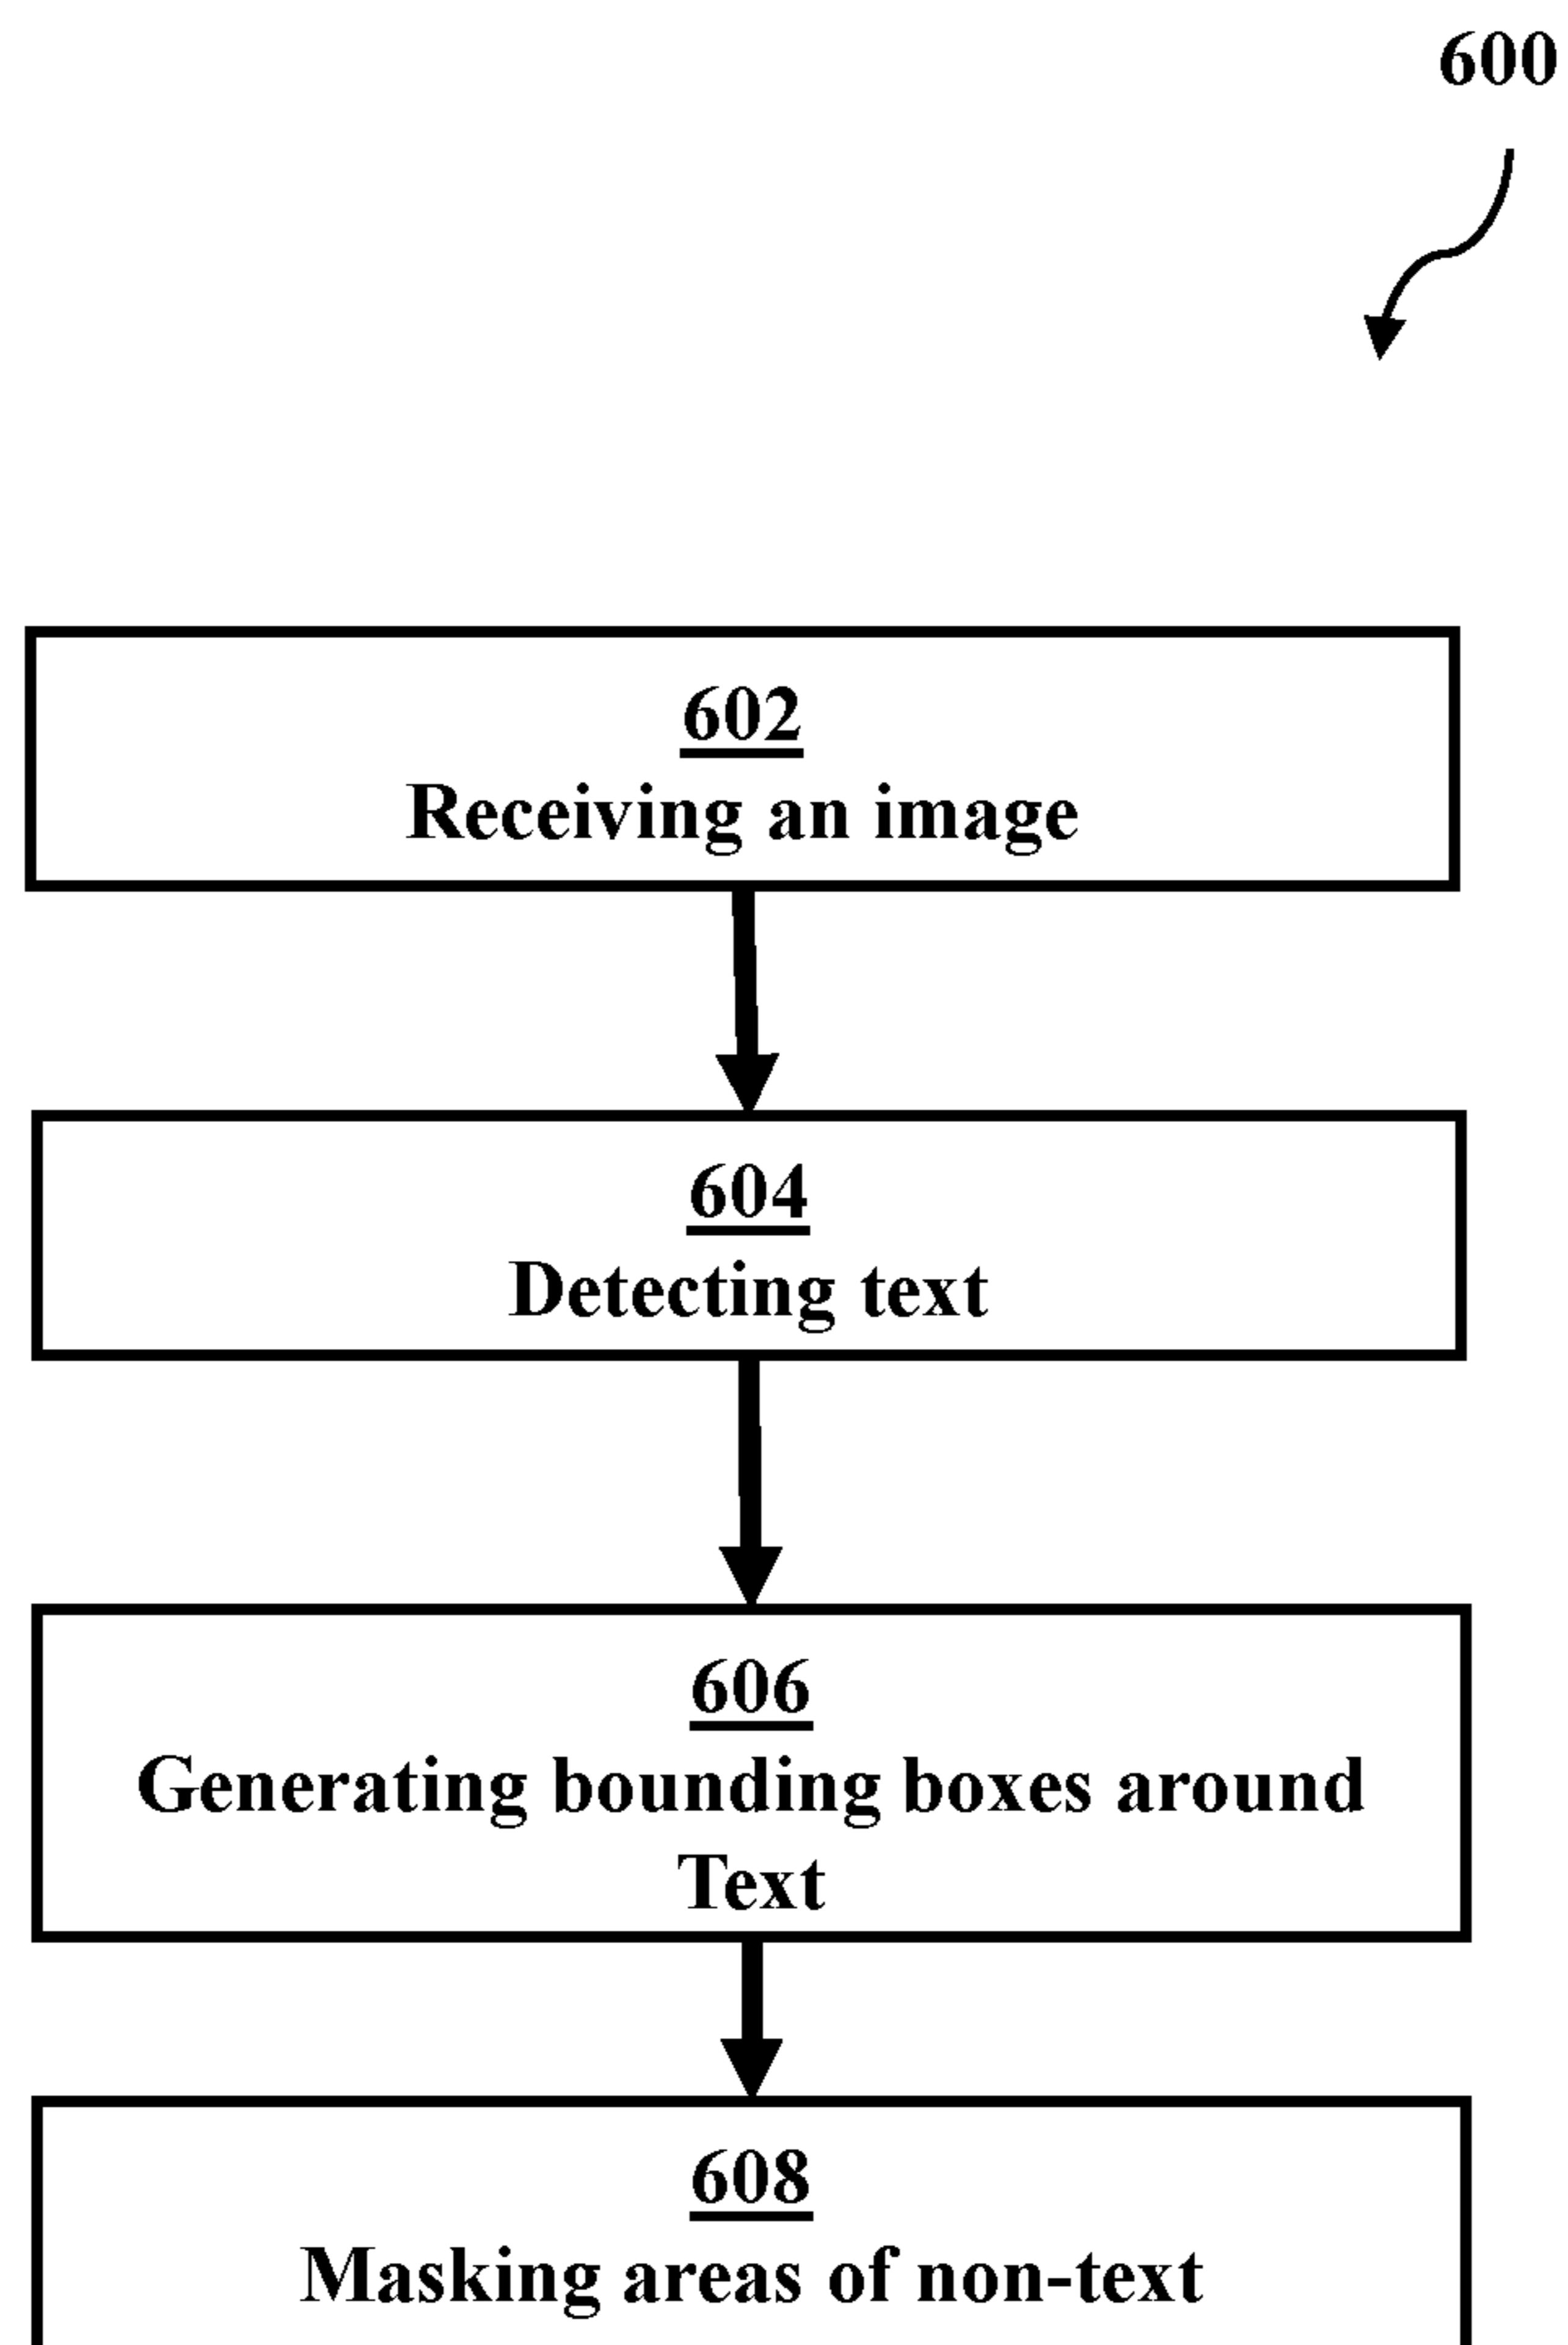 600
602
Receiving an image
604
Detecting text
606
Generating bounding boxes around
Text
608
Masking areas of non-text